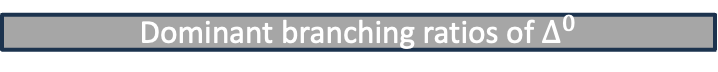 Dominant branching ratios of Δ⁰